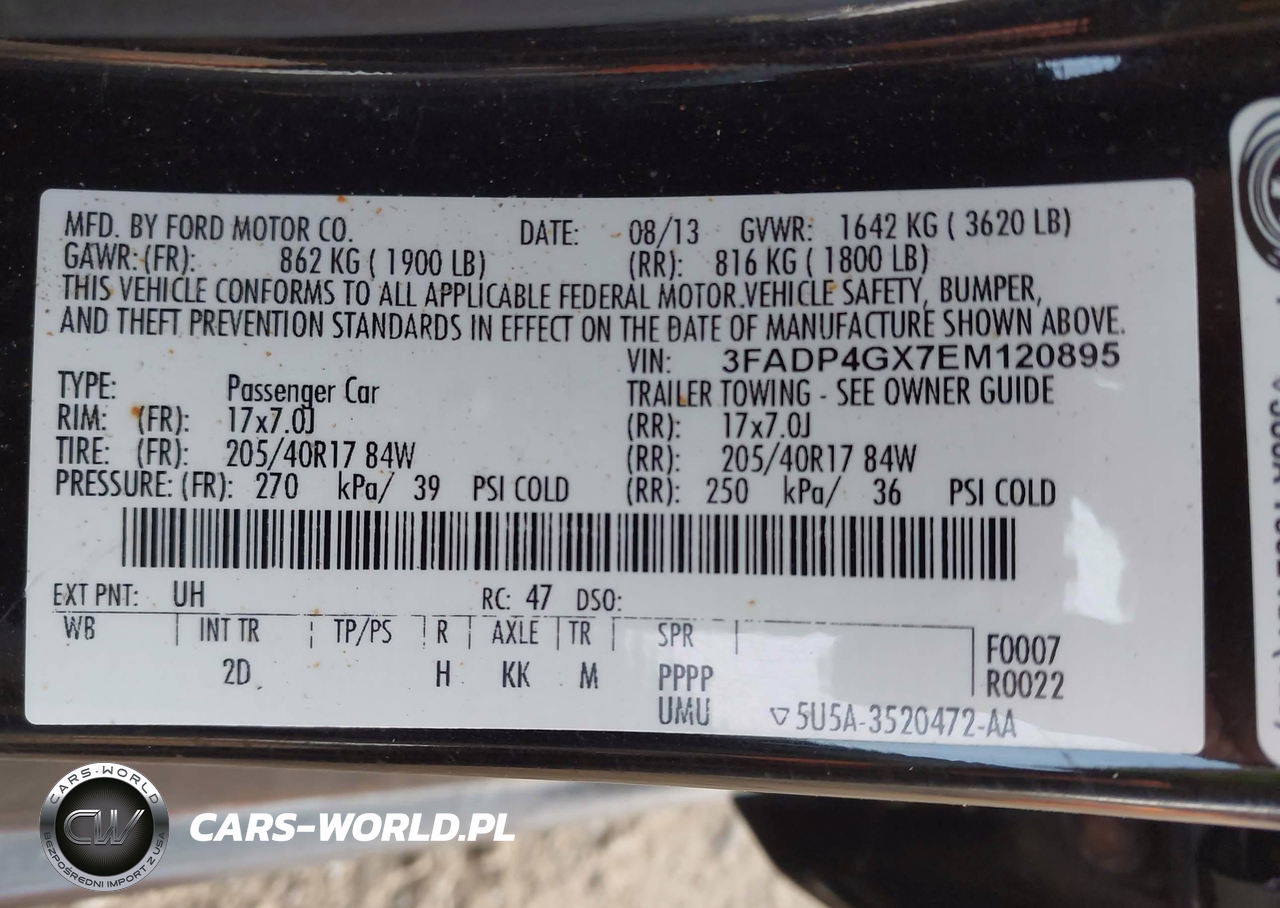 MFD. BY FORD MOTOR CO. DATE: 08/13 GVWR: 1642 KG ( 3620 LB)
GAWR: (FR): 862 KG ( 1900 LB) (RR): 816 KG ( 1800 LB)
THIS VEHICLE CONFORMS TO ALL APPLICABLE FEDERAL MOTOR VEHICLE SAFETY, BUMPER,
AND THEFT PREVENTION STANDARDS IN EFFECT ON THE DATE OF MANUFACTURE SHOWN ABOVE.
VIN: 3FADP4GX7EM120895
TYPE: Passenger Car TRAILER TOWING - SEE OWNER GUIDE
RIM: (FR): 17x7.0J (RR): 17x7.0J
TIRE: (FR): 205/40R17 84W (RR): 205/40R17 84W
PRESSURE: (FR): 270 kPa/ 39 PSI COLD (RR): 250 kPa/ 36 PSI COLD
EXT PNT: UH RC: 47 DSO:
WB INT TR TP/PS R AXLE TR SPR F0007
2D H KK M PPPP R0022
UMU ▽5U5A-3520472-AA
CARS-WORLD
CW
BEZPOŚREDNI IMPORT Z USA
CARS-WORLD.PL